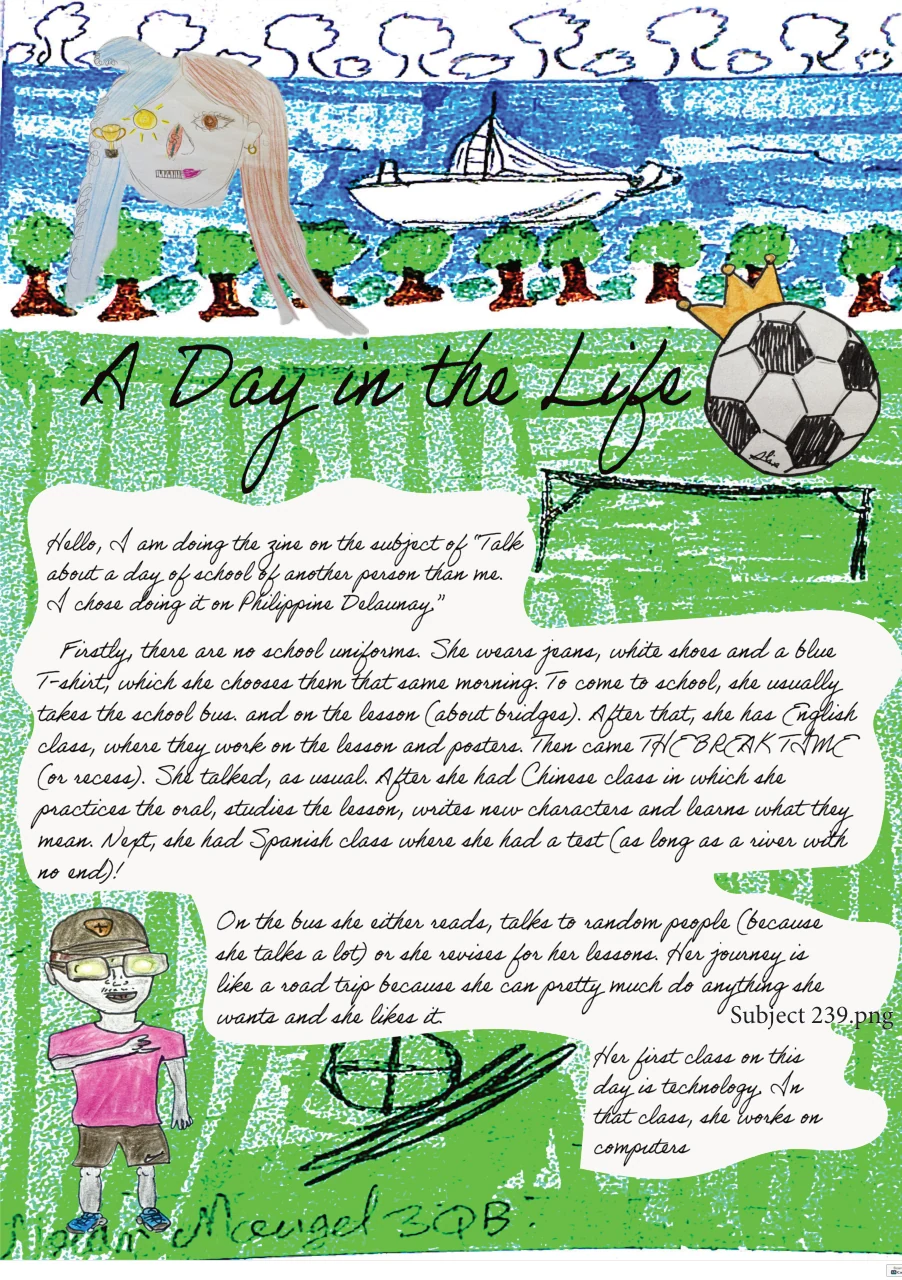 A Day in the Life
Hello, I am doing the zine on the subject of "Talk
about a day of school of another person than me.
I chose doing it on Philippine Delaunay."
Firstly, there are no school uniforms. She wears jeans, white shoes and a blue
T-shirt, which she chooses them that same morning. To come to school, she usually
takes the school bus. and on the lesson (about bridges). After that, she has English
class, where they work on the lesson and posters. Then came THE BREAK TIME
(or recess). She talked, as usual. After she had Chinese class in which she
practices the oral, studies the lesson, writes new characters and learns what they
mean. Next, she had Spanish class where she had a test (as long as a river with
no end)!
On the bus she either reads, talks to random people (because
she talks a lot) or she revises for her lessons. Her journey is
like a road trip because she can pretty much do anything she
wants and she likes it.
Subject 239.png
Her first class on this
day is technology. In
that class, she works on
computers
3QB